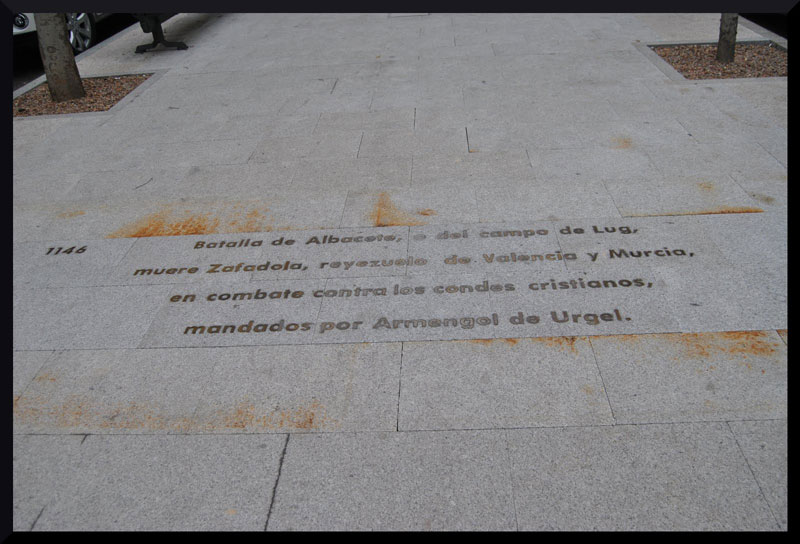 1146 Batalla de Albacete, o del campo de Lug,
muere Zafadola, reyezuelo de Valencia y Murcia,
en combate contra los condes cristianos,
mandados por Armengol de Urgel.